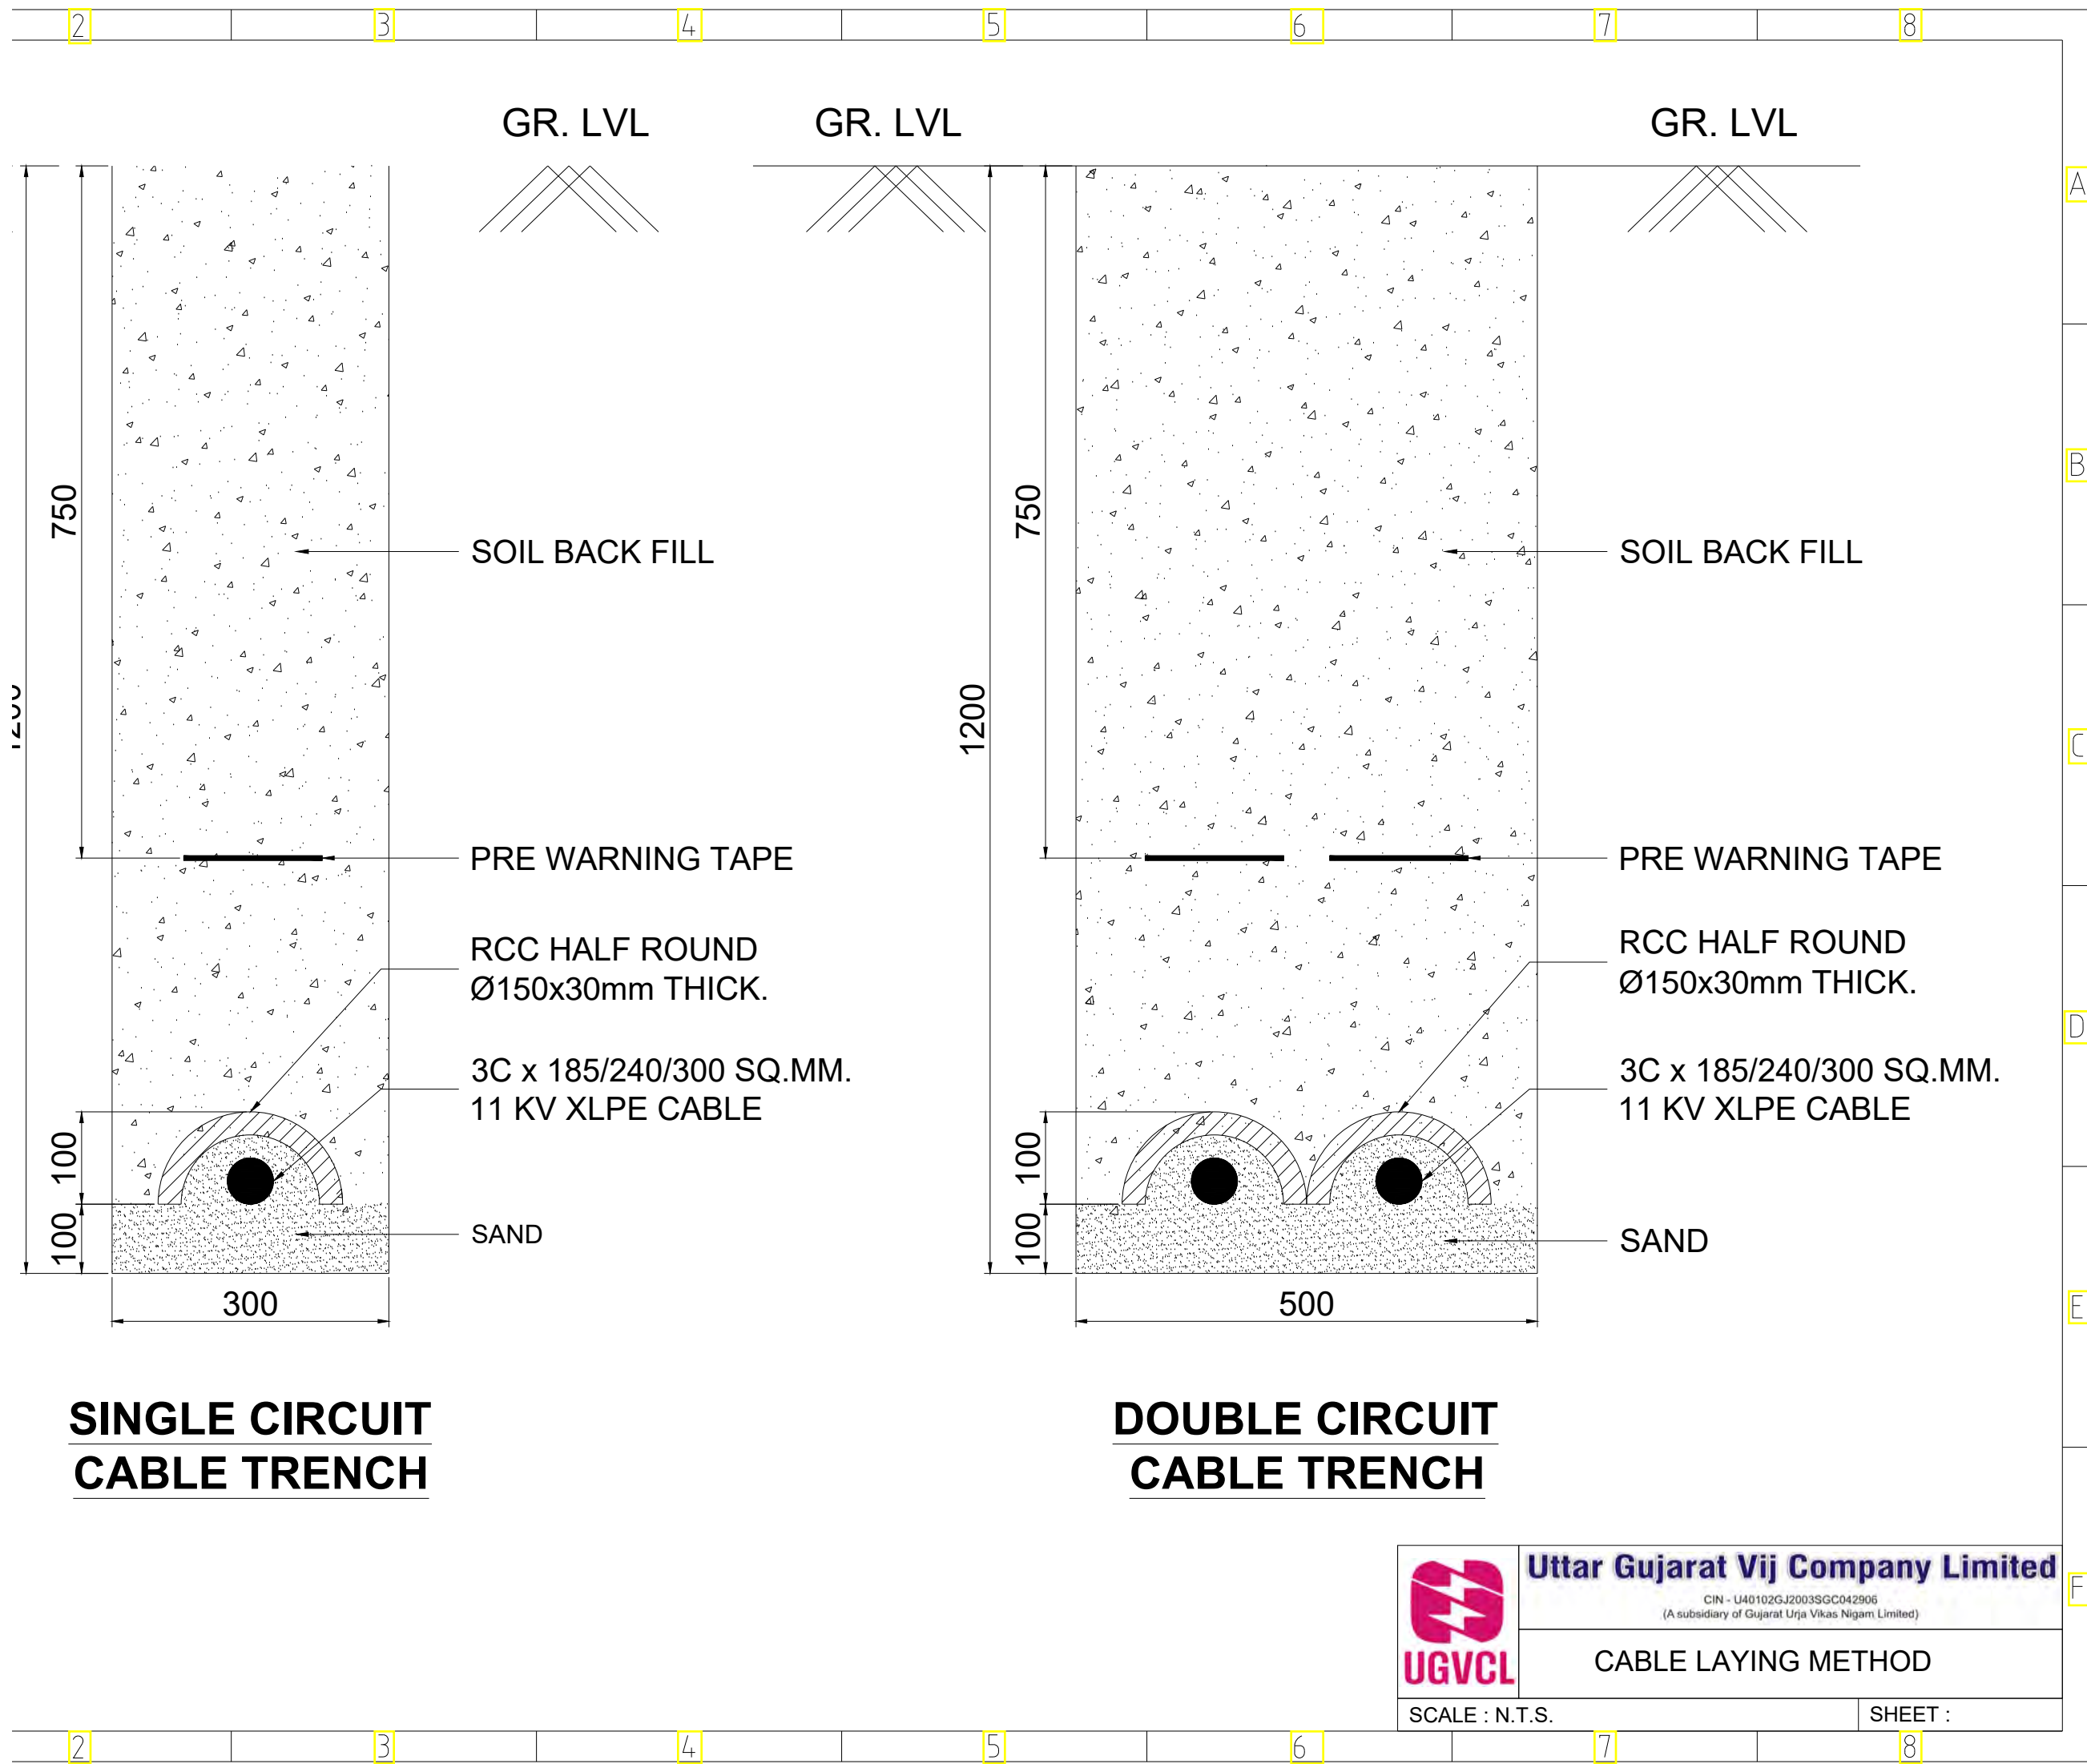 2 3 4 5 6 7 8
GR. LVL
GR. LVL
GR. LVL
A
B
C
D
E
F
750
SOIL BACK FILL
PRE WARNING TAPE
RCC HALF ROUND
Ø150x30mm THICK.
3C x 185/240/300 SQ.MM.
11 KV XLPE CABLE
100
100
SAND
300
SINGLE CIRCUIT
CABLE TRENCH
750
1200
SOIL BACK FILL
PRE WARNING TAPE
RCC HALF ROUND
Ø150x30mm THICK.
3C x 185/240/300 SQ.MM.
11 KV XLPE CABLE
100
100
SAND
500
DOUBLE CIRCUIT
CABLE TRENCH
UGVCL
Uttar Gujarat Vij Company Limited
CIN - U40102GJ2003SGC042906
(A subsidiary of Gujarat Urja Vikas Nigam Limited)
CABLE LAYING METHOD
SCALE : N.T.S.
SHEET :
2 3 4 5 6 7 8